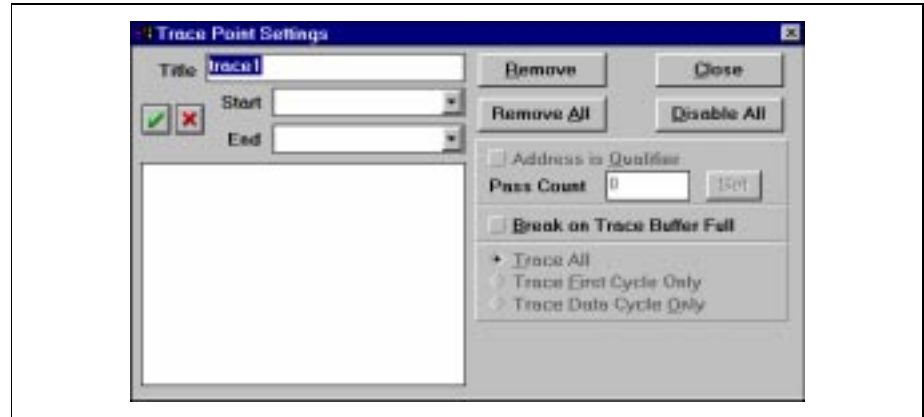 Trace Point Settings
Title trace1
Start
End
Remove Close
Remove All Disable All
Address is Qualifier
Pass Count 0 Set
Break on Trace Buffer Full
Trace All
Trace First Cycle Only
Trace Data Cycle Only